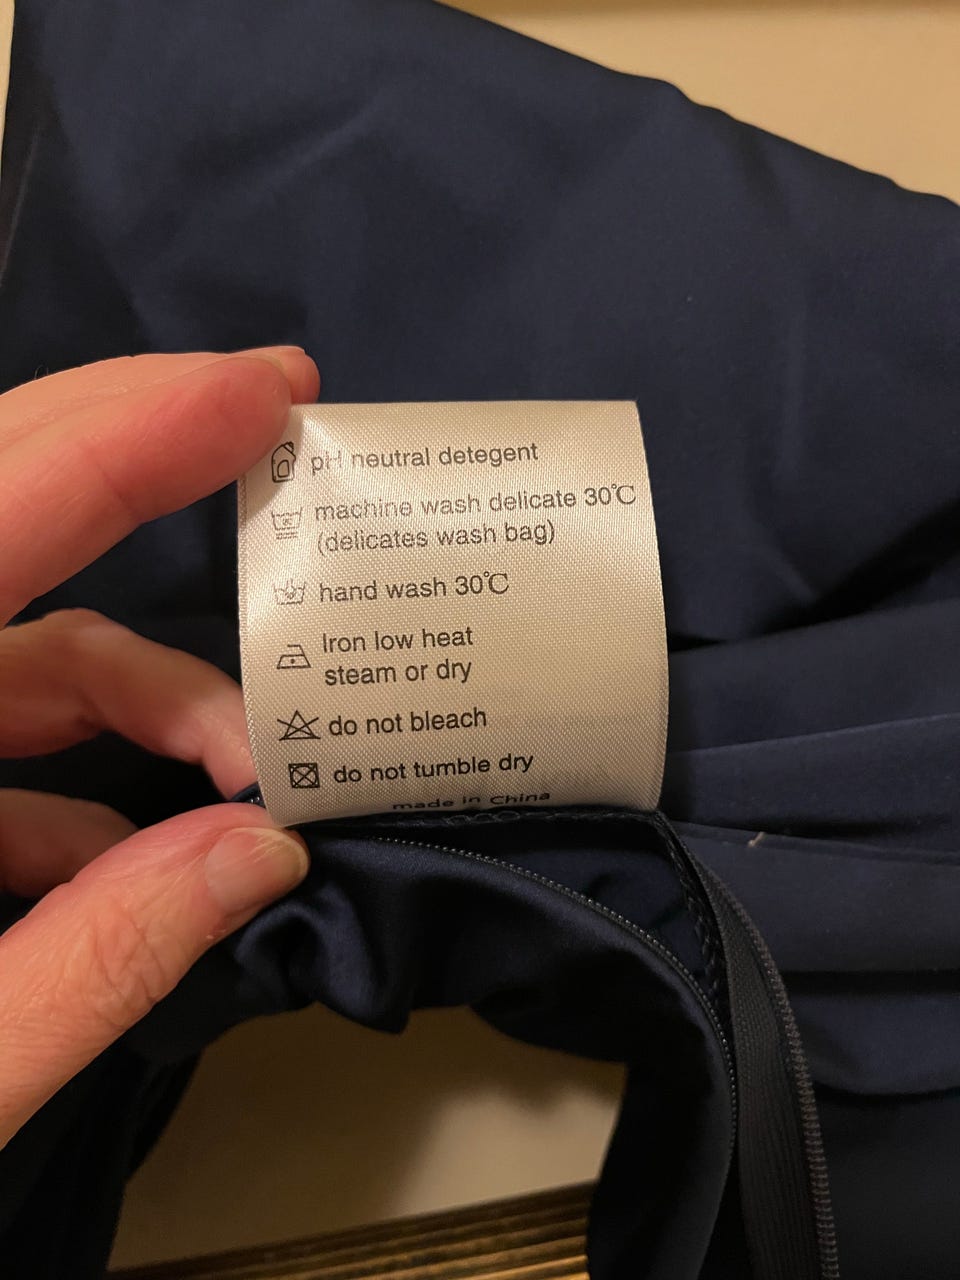 pH neutral detegent
machine wash delicate 30℃
(delicates wash bag)
hand wash 30℃
Iron low heat
steam or dry
do not bleach
do not tumble dry
made in China